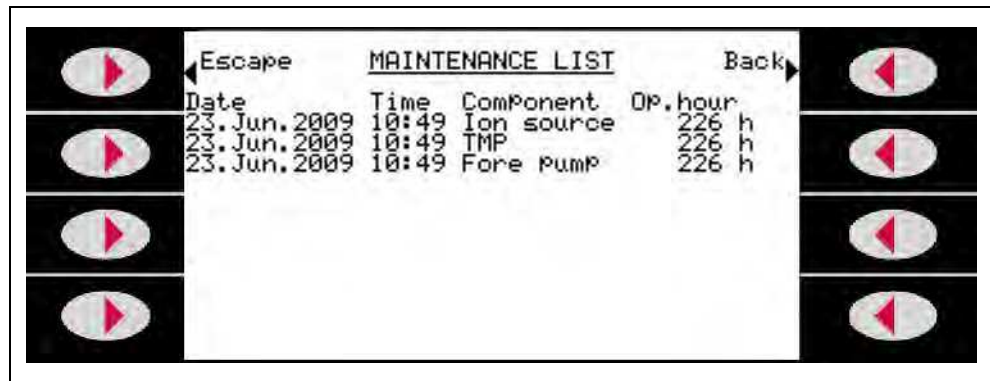 Escape MAINTENANCE LIST Back
Date Time Component Op.hour
23.Jun.2009 10:49 Ion source 226 h
23.Jun.2009 10:49 TMP 226 h
23.Jun.2009 10:49 Fore pump 226 h